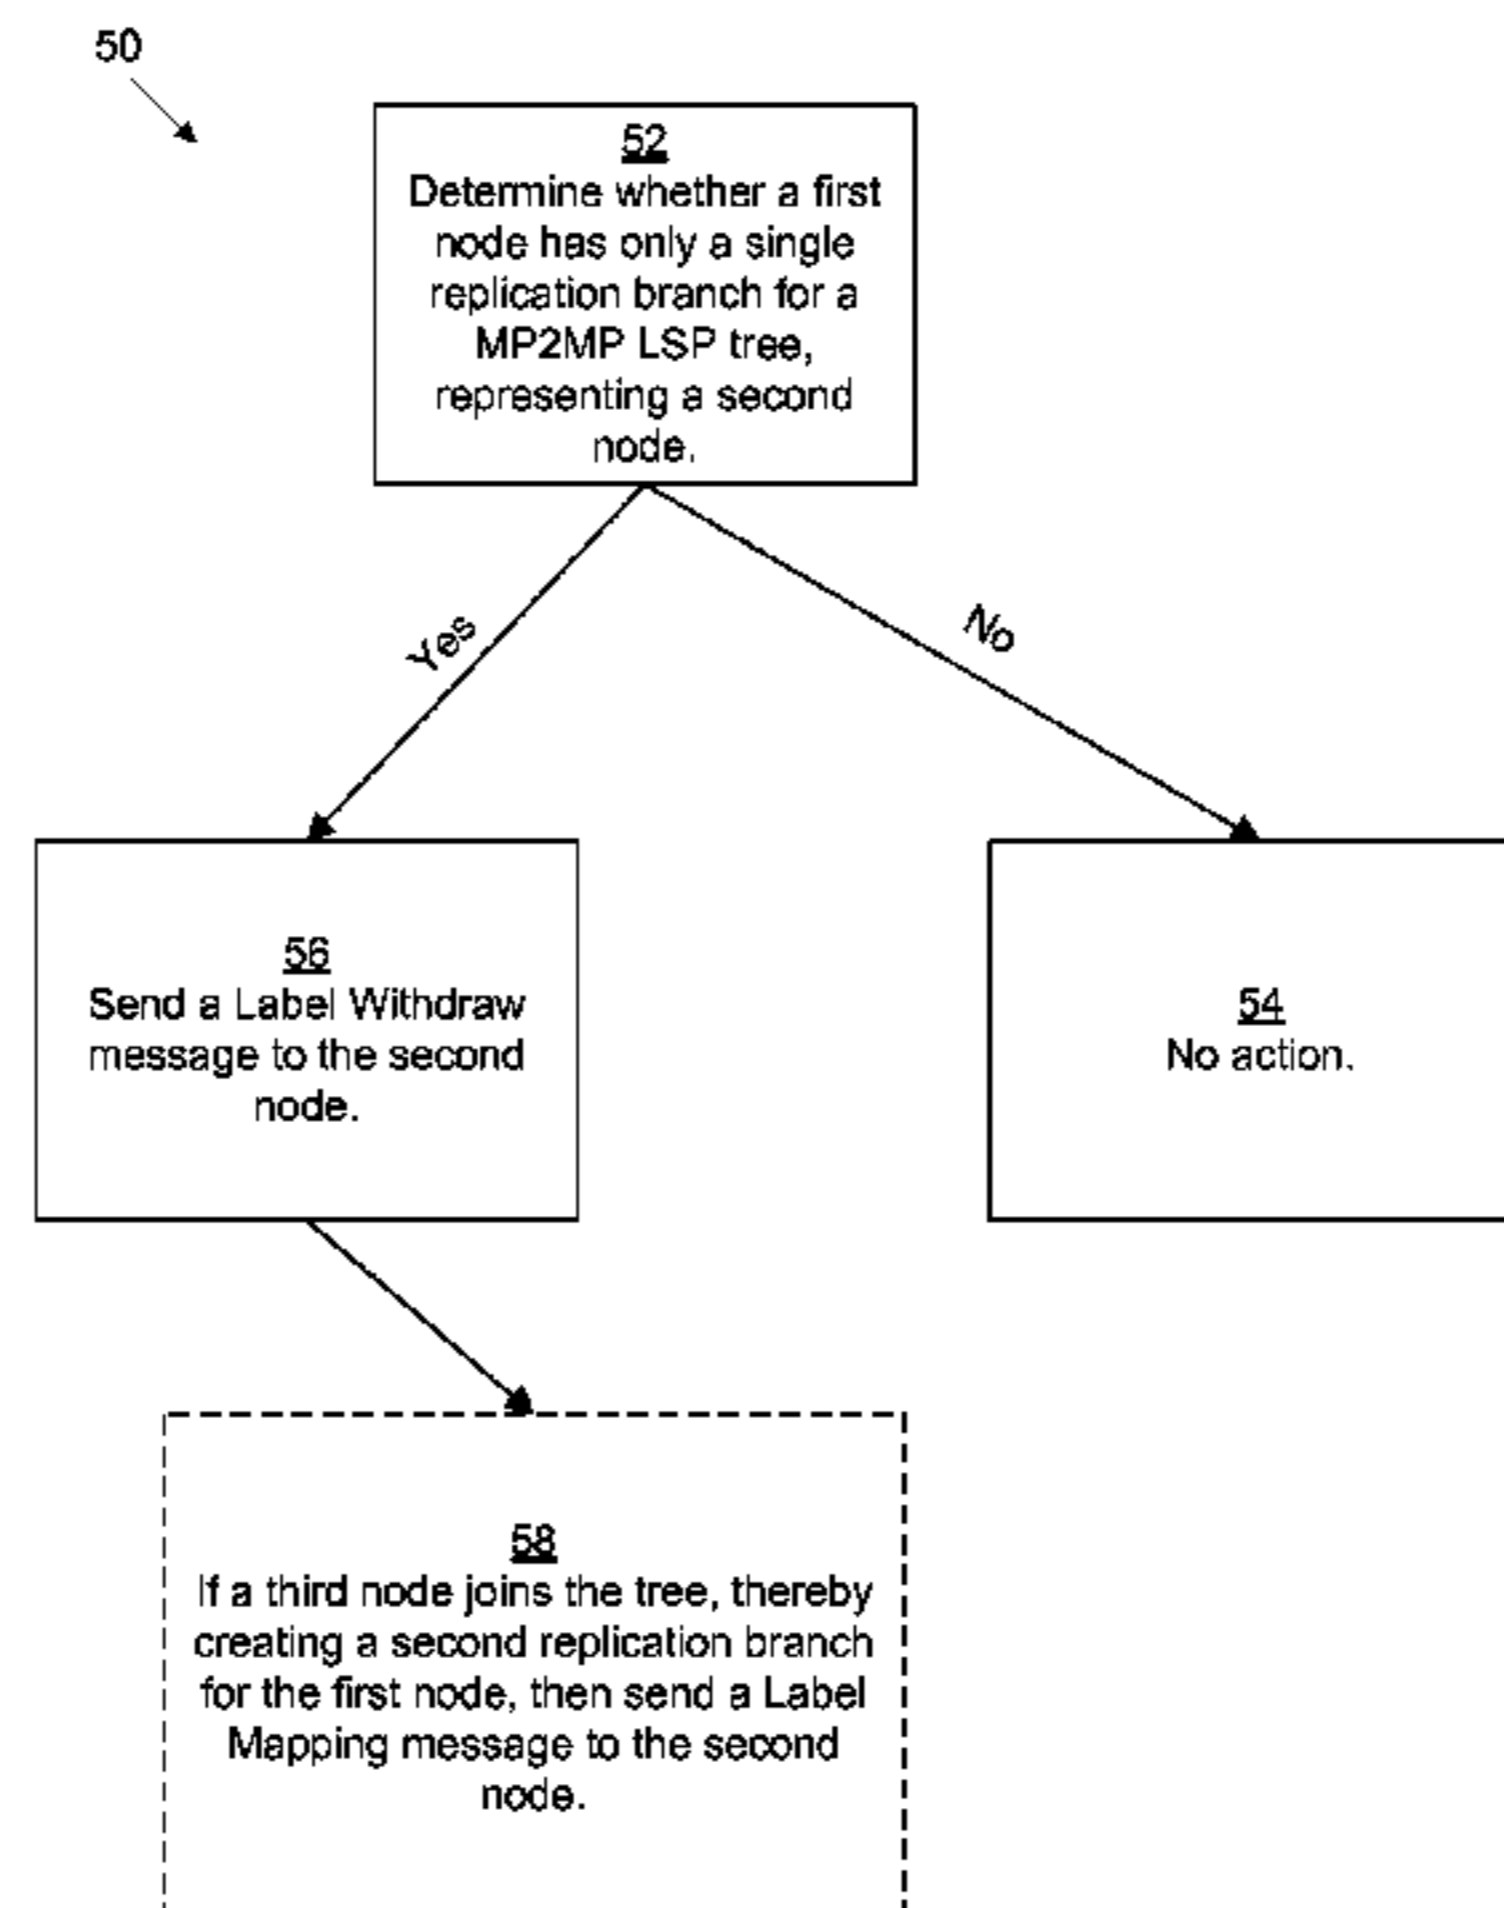 50
52
Determine whether a first
node has only a single
replication branch for a
MP2MP LSP tree,
representing a second
node.
Yes
No
56
Send a Label Withdraw
message to the second
node.
54
No action.
58
If a third node joins the tree, thereby
creating a second replication branch
for the first node, then send a Label
Mapping message to the second
node.